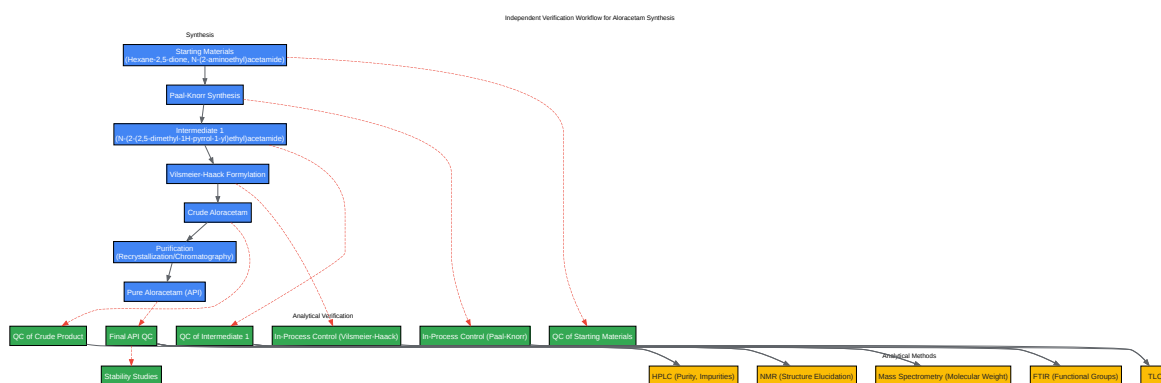 Independent Verification Workflow for Aloracetam Synthesis
Synthesis
Starting Materials
(Hexane-2,5-dione, N-(2-aminoethyl)acetamide)
Paal-Knorr Synthesis
Intermediate 1
(N-(2-(2,5-dimethyl-1H-pyrrol-1-yl)ethyl)acetamide)
Vilsmeier-Haack Formylation
Crude Aloracetam
Purification
(Recrystallization/Chromatography)
Pure Aloracetam (API)
Analytical Verification
QC of Crude Product
Final API QC
QC of Intermediate 1
In-Process Control (Vilsmeier-Haack)
In-Process Control (Paal-Knorr)
QC of Starting Materials
Analytical Methods
Stability Studies
HPLC (Purity, Impurities)
NMR (Structure Elucidation)
Mass Spectrometry (Molecular Weight)
FTIR (Functional Groups)
TLC